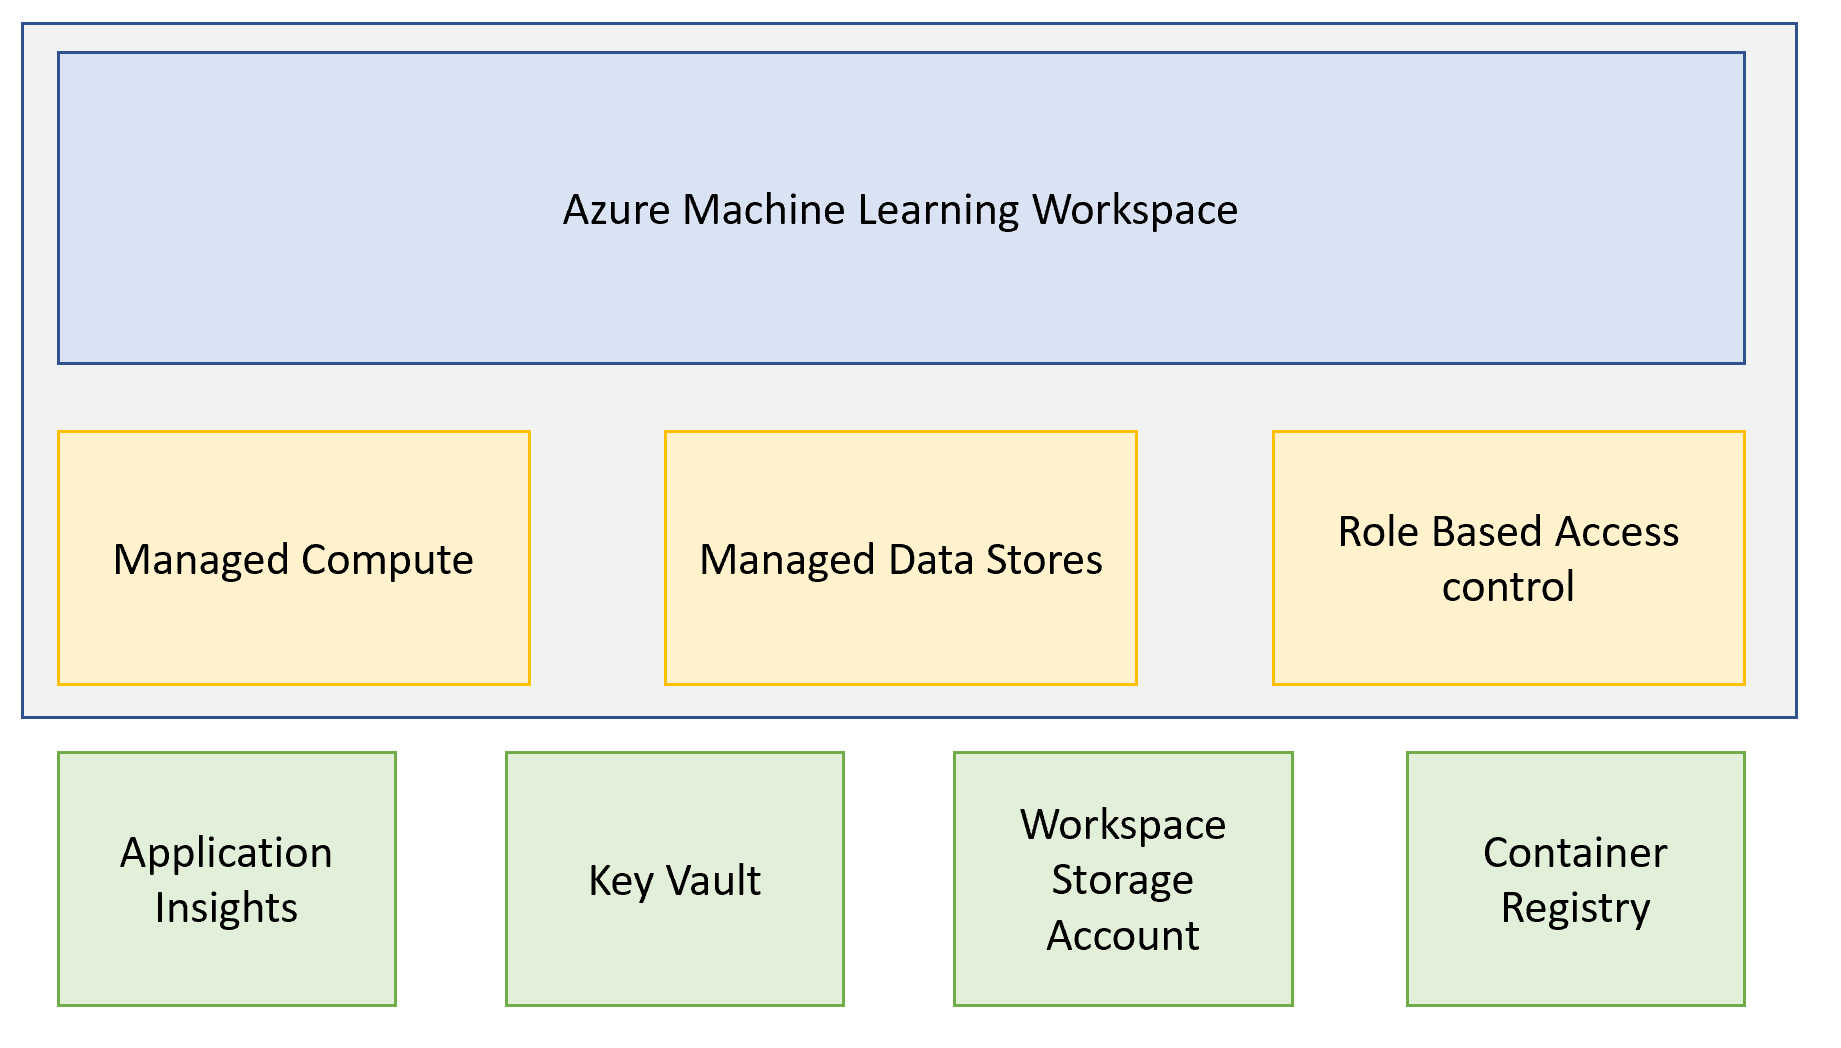 Azure Machine Learning Workspace
Managed Compute
Managed Data Stores
Role Based Access
control
Application
Insights
Key Vault
Workspace
Storage
Account
Container
Registry